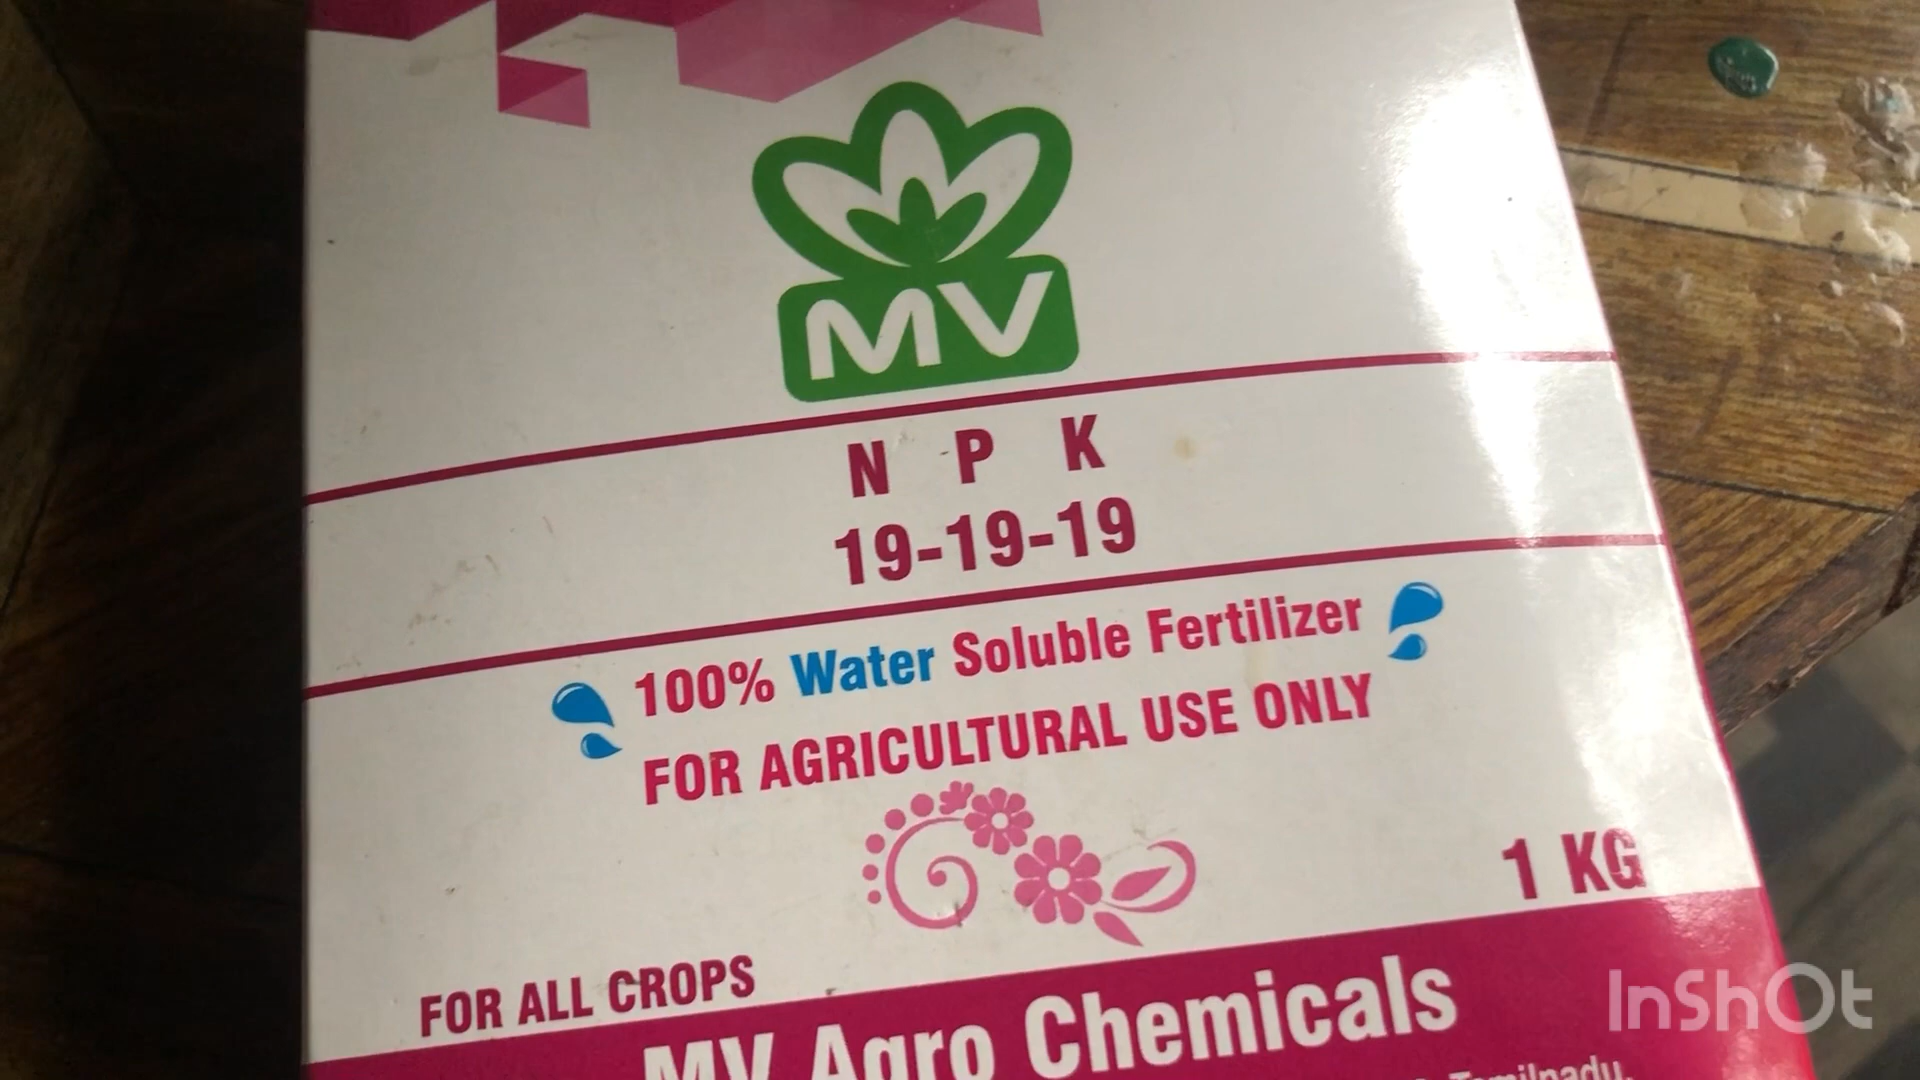 MV
N P K
19-19-19
100% Water Soluble Fertilizer
FOR AGRICULTURAL USE ONLY
1 KG
FOR ALL CROPS
MV Agro Chemicals
Tamilnadu.
InShOt